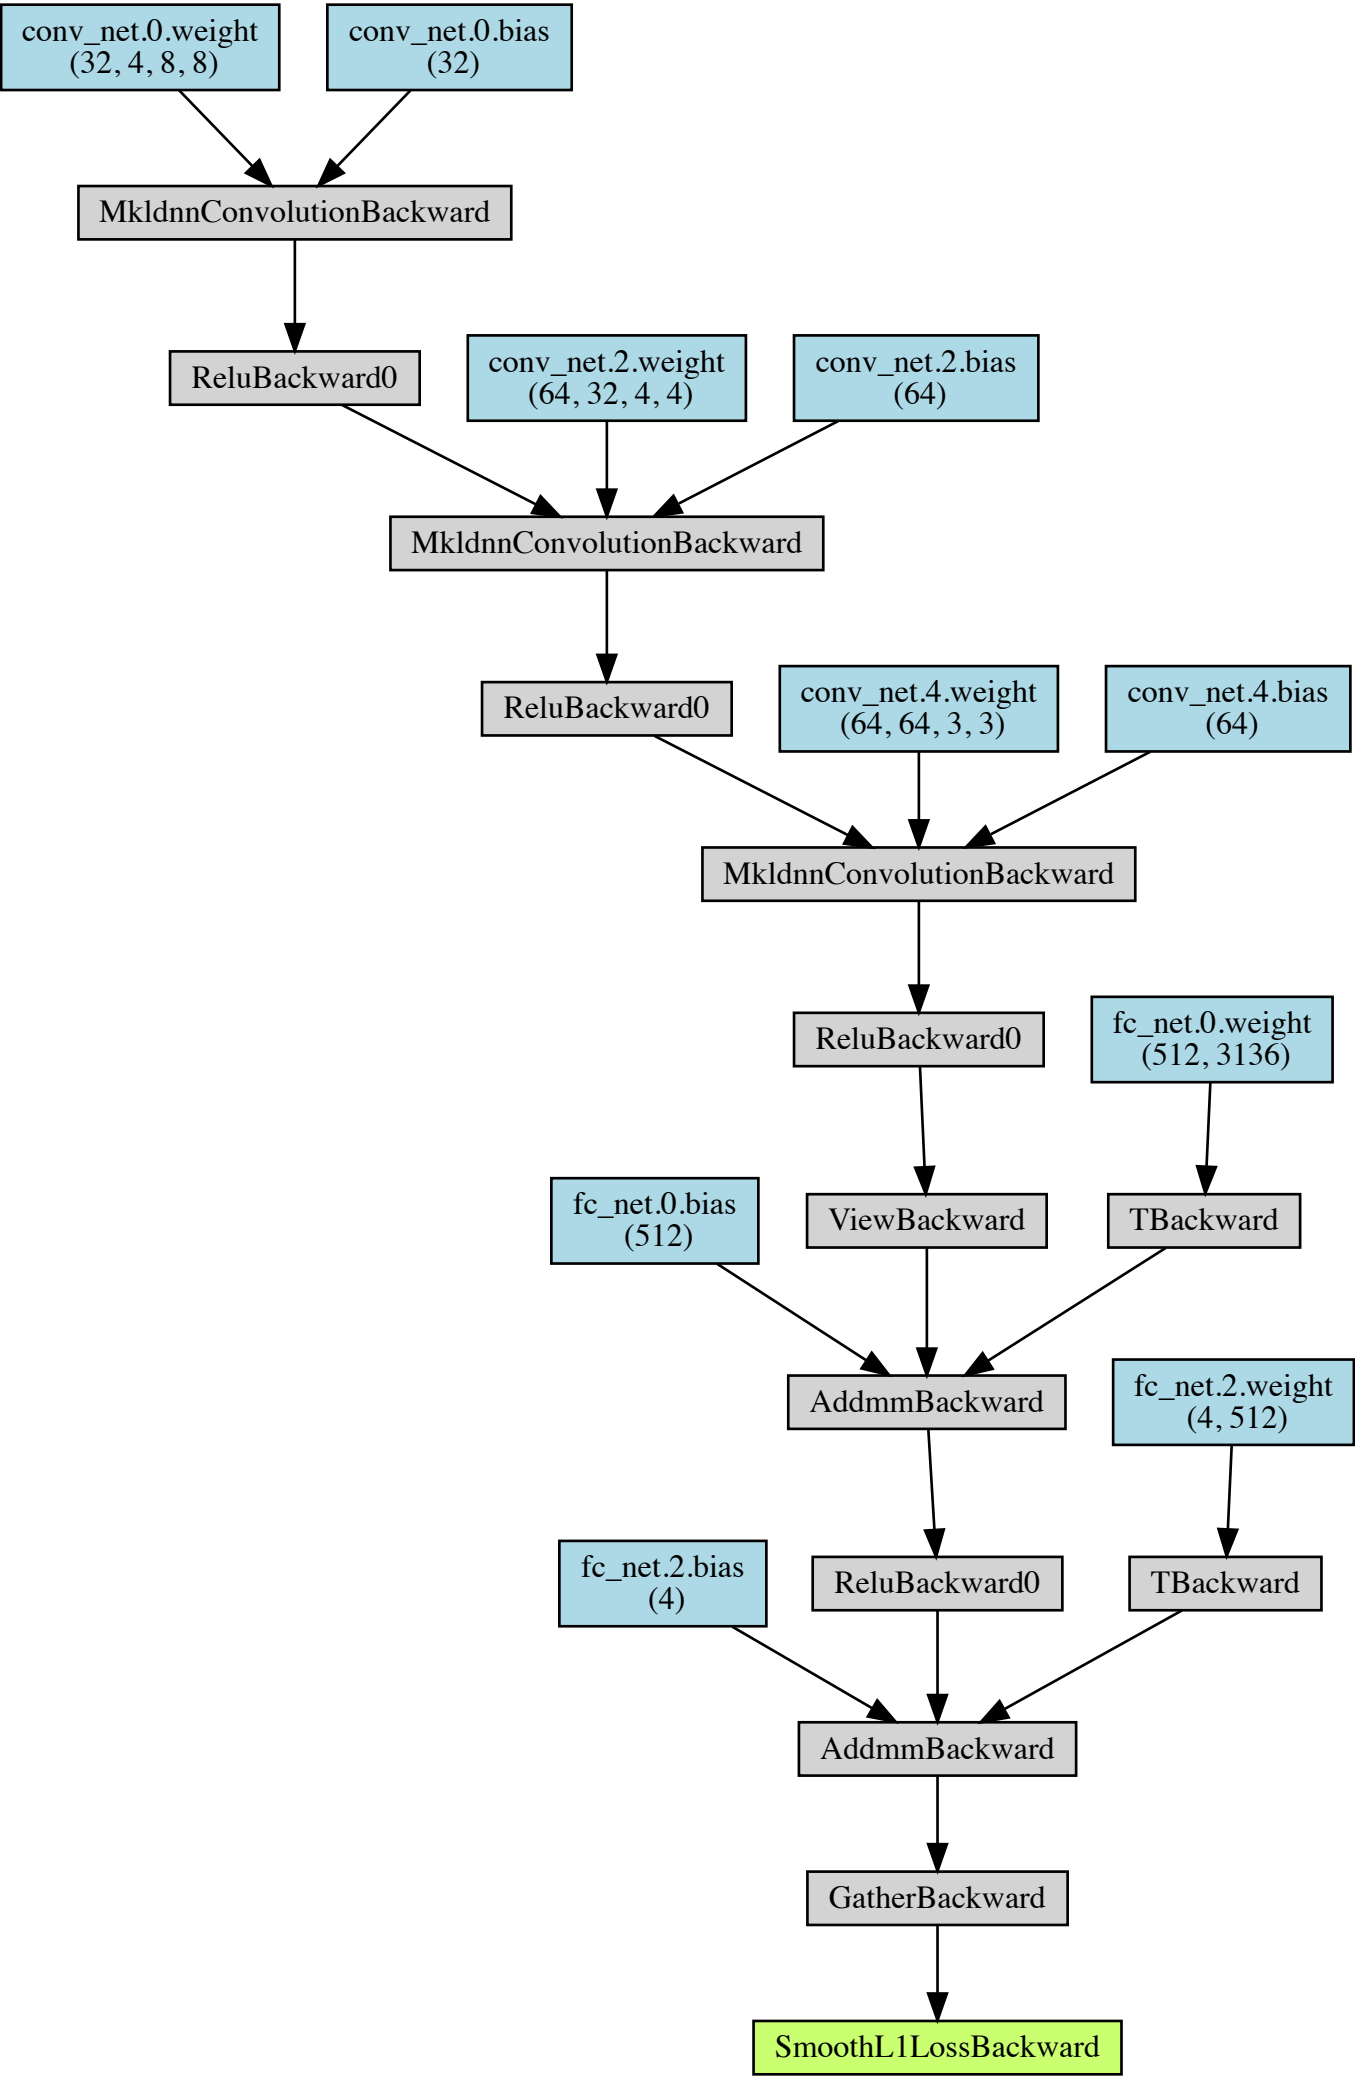 conv_net.0.weight
(32, 4, 8, 8)
conv_net.0.bias
(32)
MkldnnConvolutionBackward
ReluBackward0
conv_net.2.weight
(64, 32, 4, 4)
conv_net.2.bias
(64)
MkldnnConvolutionBackward
ReluBackward0
conv_net.4.weight
(64, 64, 3, 3)
conv_net.4.bias
(64)
MkldnnConvolutionBackward
ReluBackward0
fc_net.0.weight
(512, 3136)
fc_net.0.bias
(512)
ViewBackward
TBackward
AddmmBackward
fc_net.2.weight
(4, 512)
fc_net.2.bias
(4)
ReluBackward0
TBackward
AddmmBackward
GatherBackward
SmoothL1LossBackward